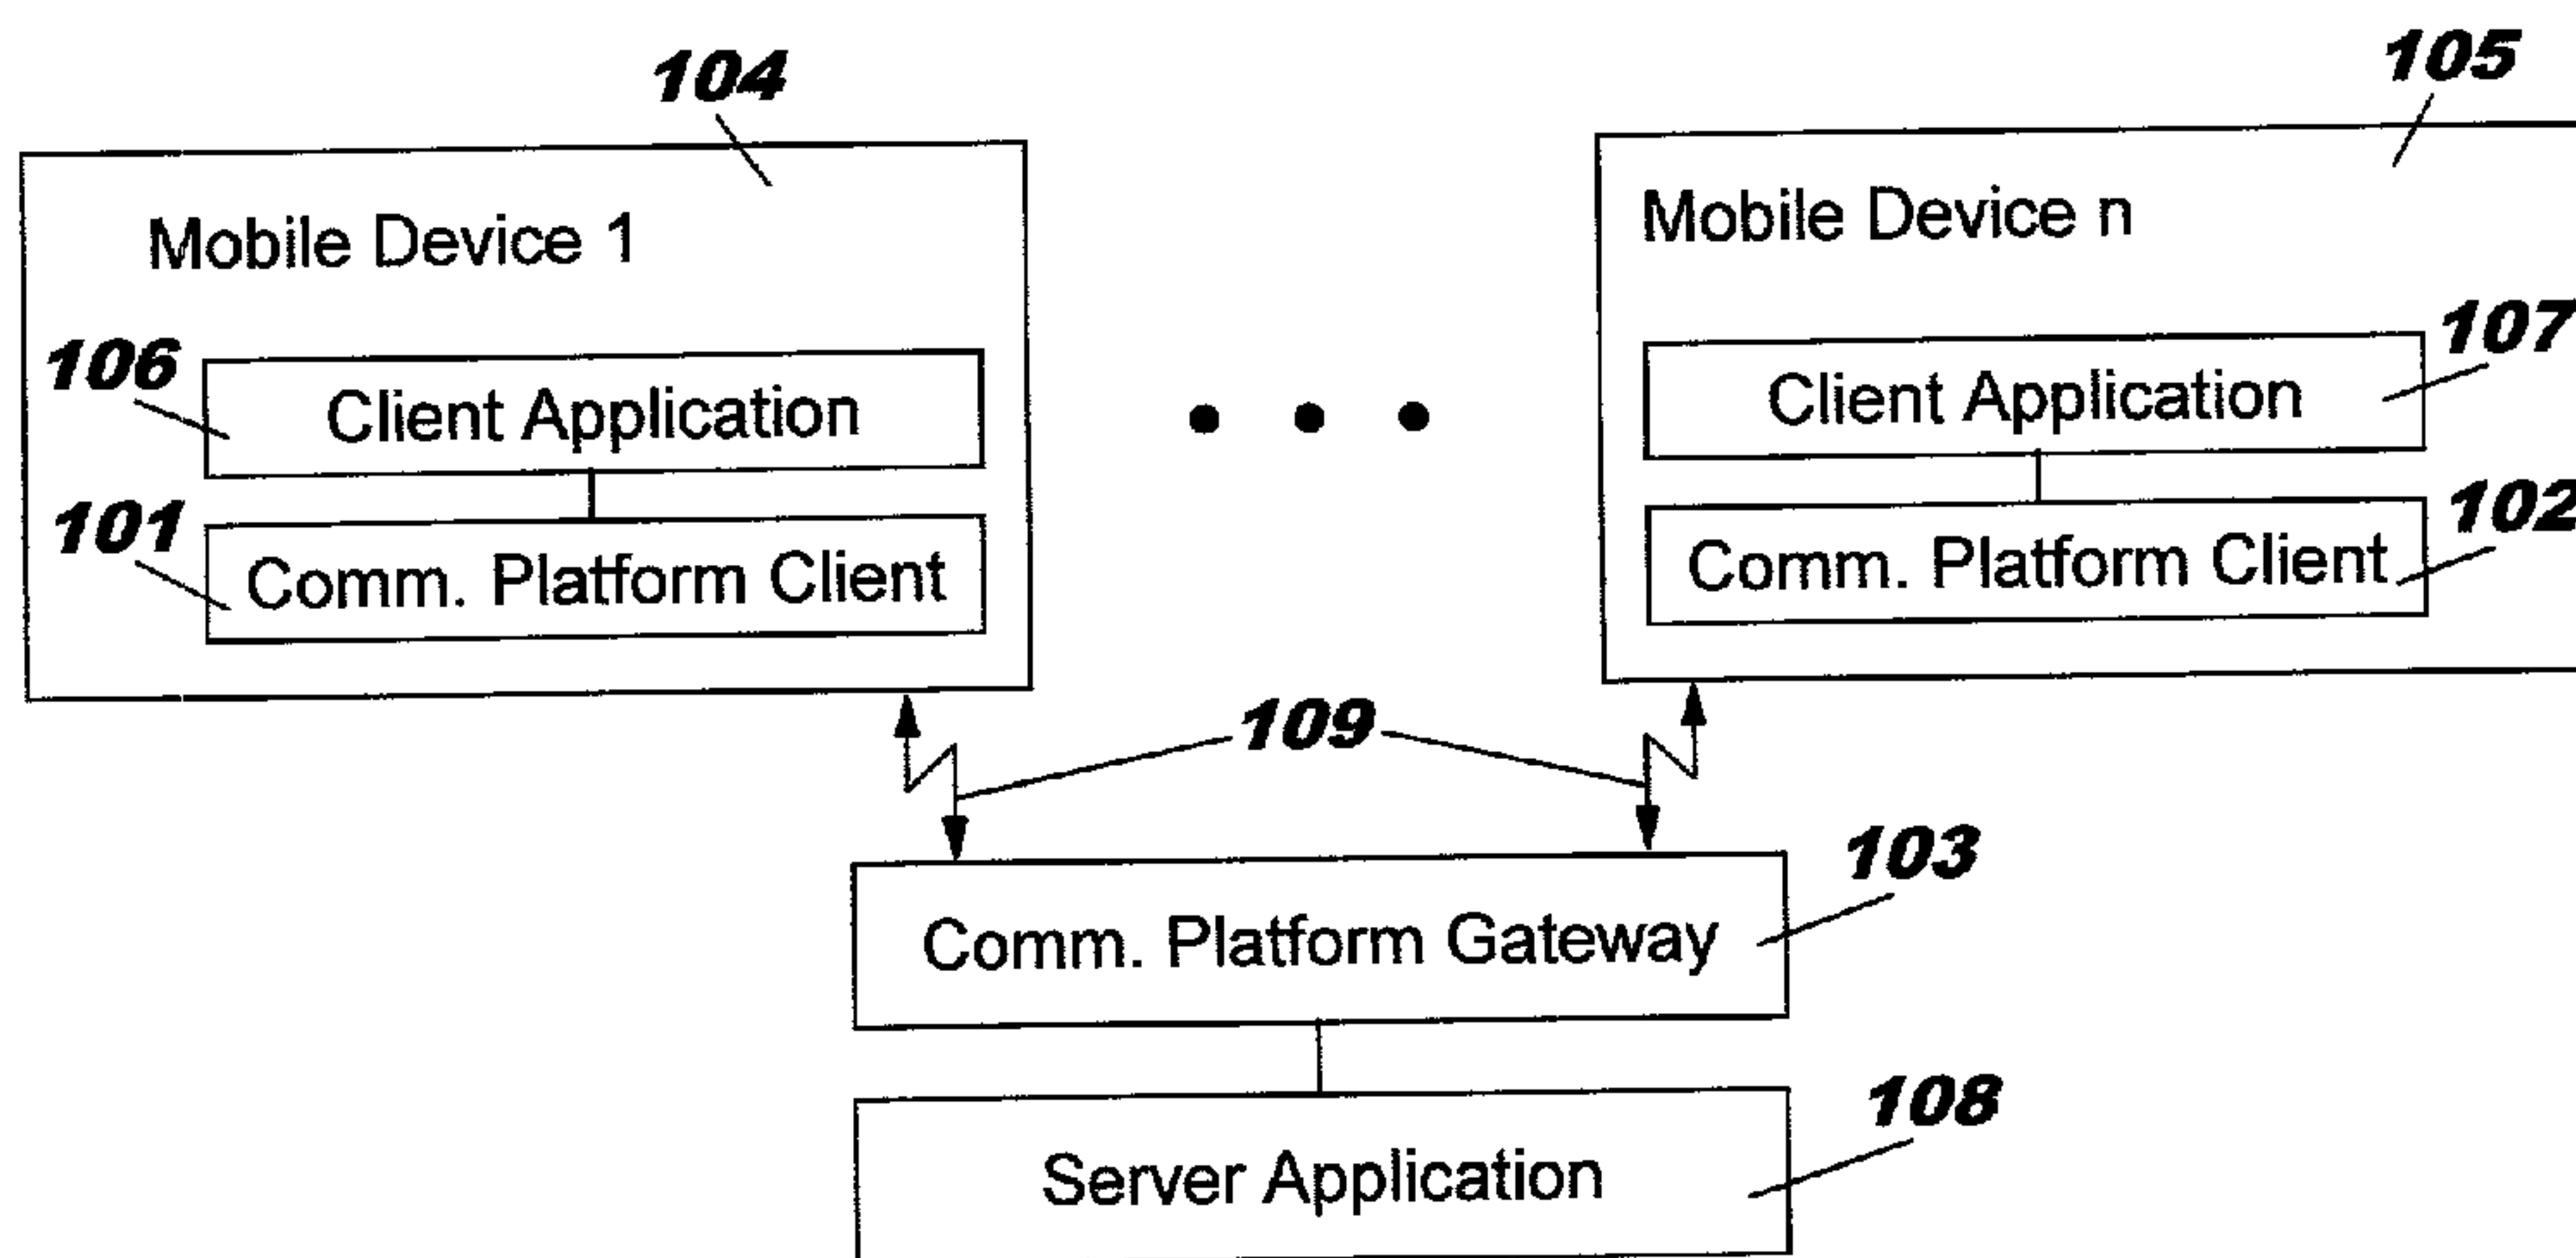 104
105
Mobile Device 1
Mobile Device n
106
Client Application
107
Client Application
101
Comm. Platform Client
102
Comm. Platform Client
109
103
Comm. Platform Gateway
108
Server Application